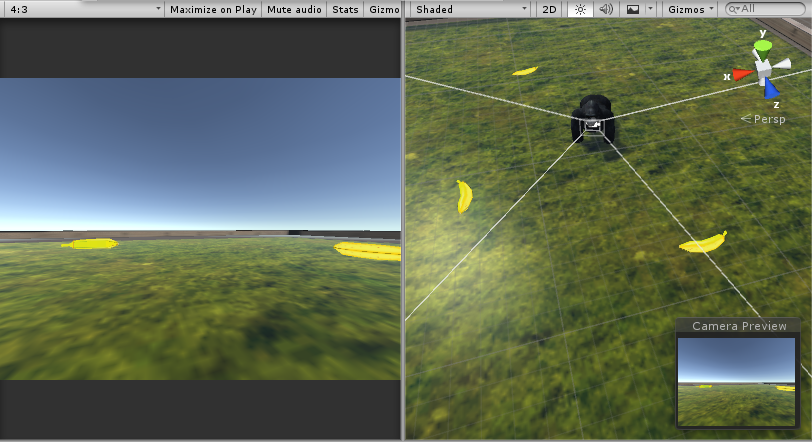 4:3 Maximize on Play Mute audio Stats Gizmo
Shaded 2D Gizmos All
y
x
z
Persp
Camera Preview